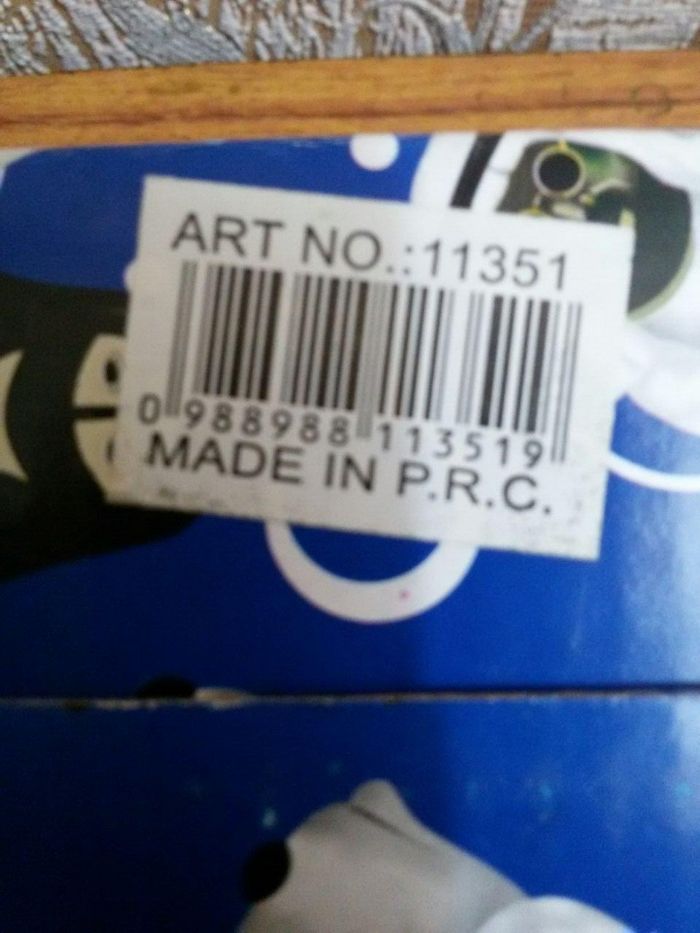 ART NO.:11351
0 988988 113519
MADE IN P.R.C.